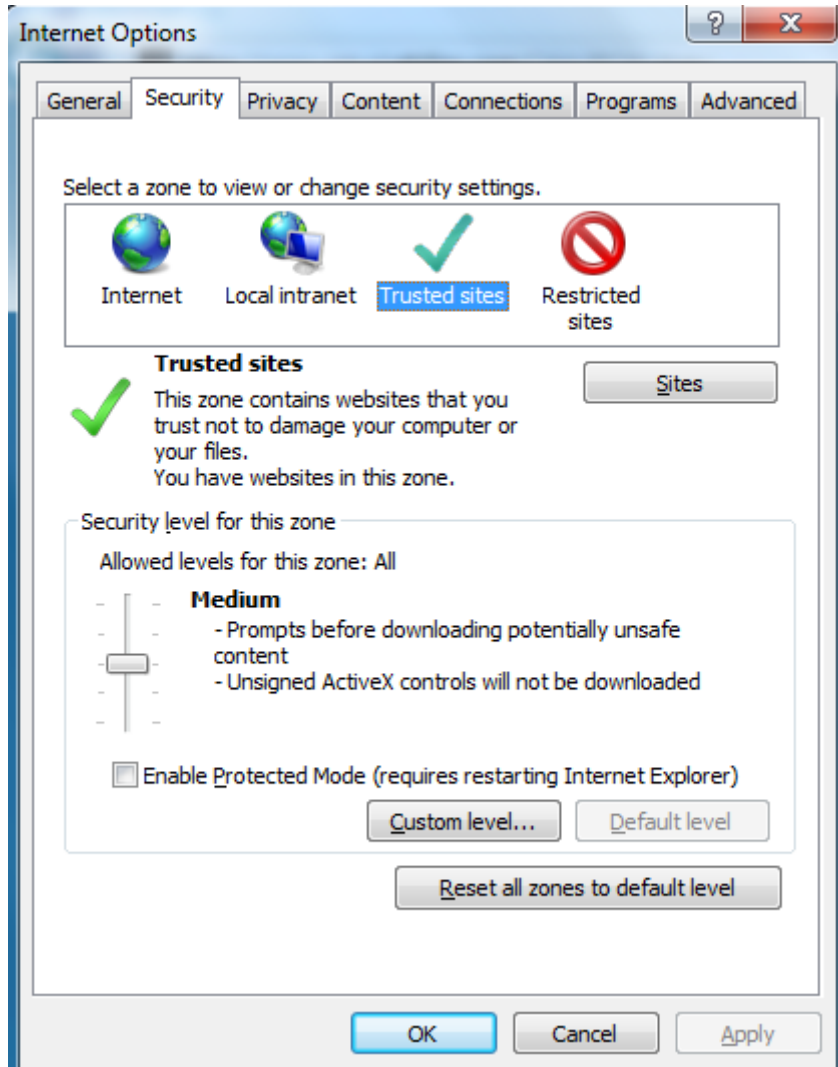 Internet Options
General Security Privacy Content Connections Programs Advanced
Select a zone to view or change security settings.
Internet Local intranet Trusted sites Restricted
sites
Trusted sites
Sites
This zone contains websites that you
trust not to damage your computer or
your files.
You have websites in this zone.
Security level for this zone
Allowed levels for this zone: All
Medium
- Prompts before downloading potentially unsafe
content
- Unsigned ActiveX controls will not be downloaded
Enable Protected Mode (requires restarting Internet Explorer)
Custom level... Default level
Reset all zones to default level
OK Cancel Apply